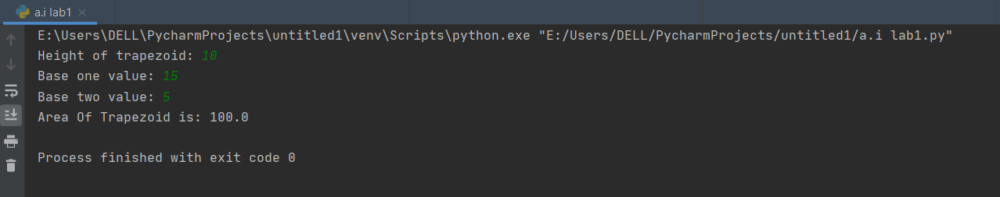 a.i lab1
E:\Users\DELL\PycharmProjects\untitled1\venv\Scripts\python.exe "E:/Users/DELL/PycharmProjects/untitled1/a.i lab1.py"
Height of trapezoid: 10
Base one value: 15
Base two value: 5
Area Of Trapezoid is: 100.0
Process finished with exit code 0